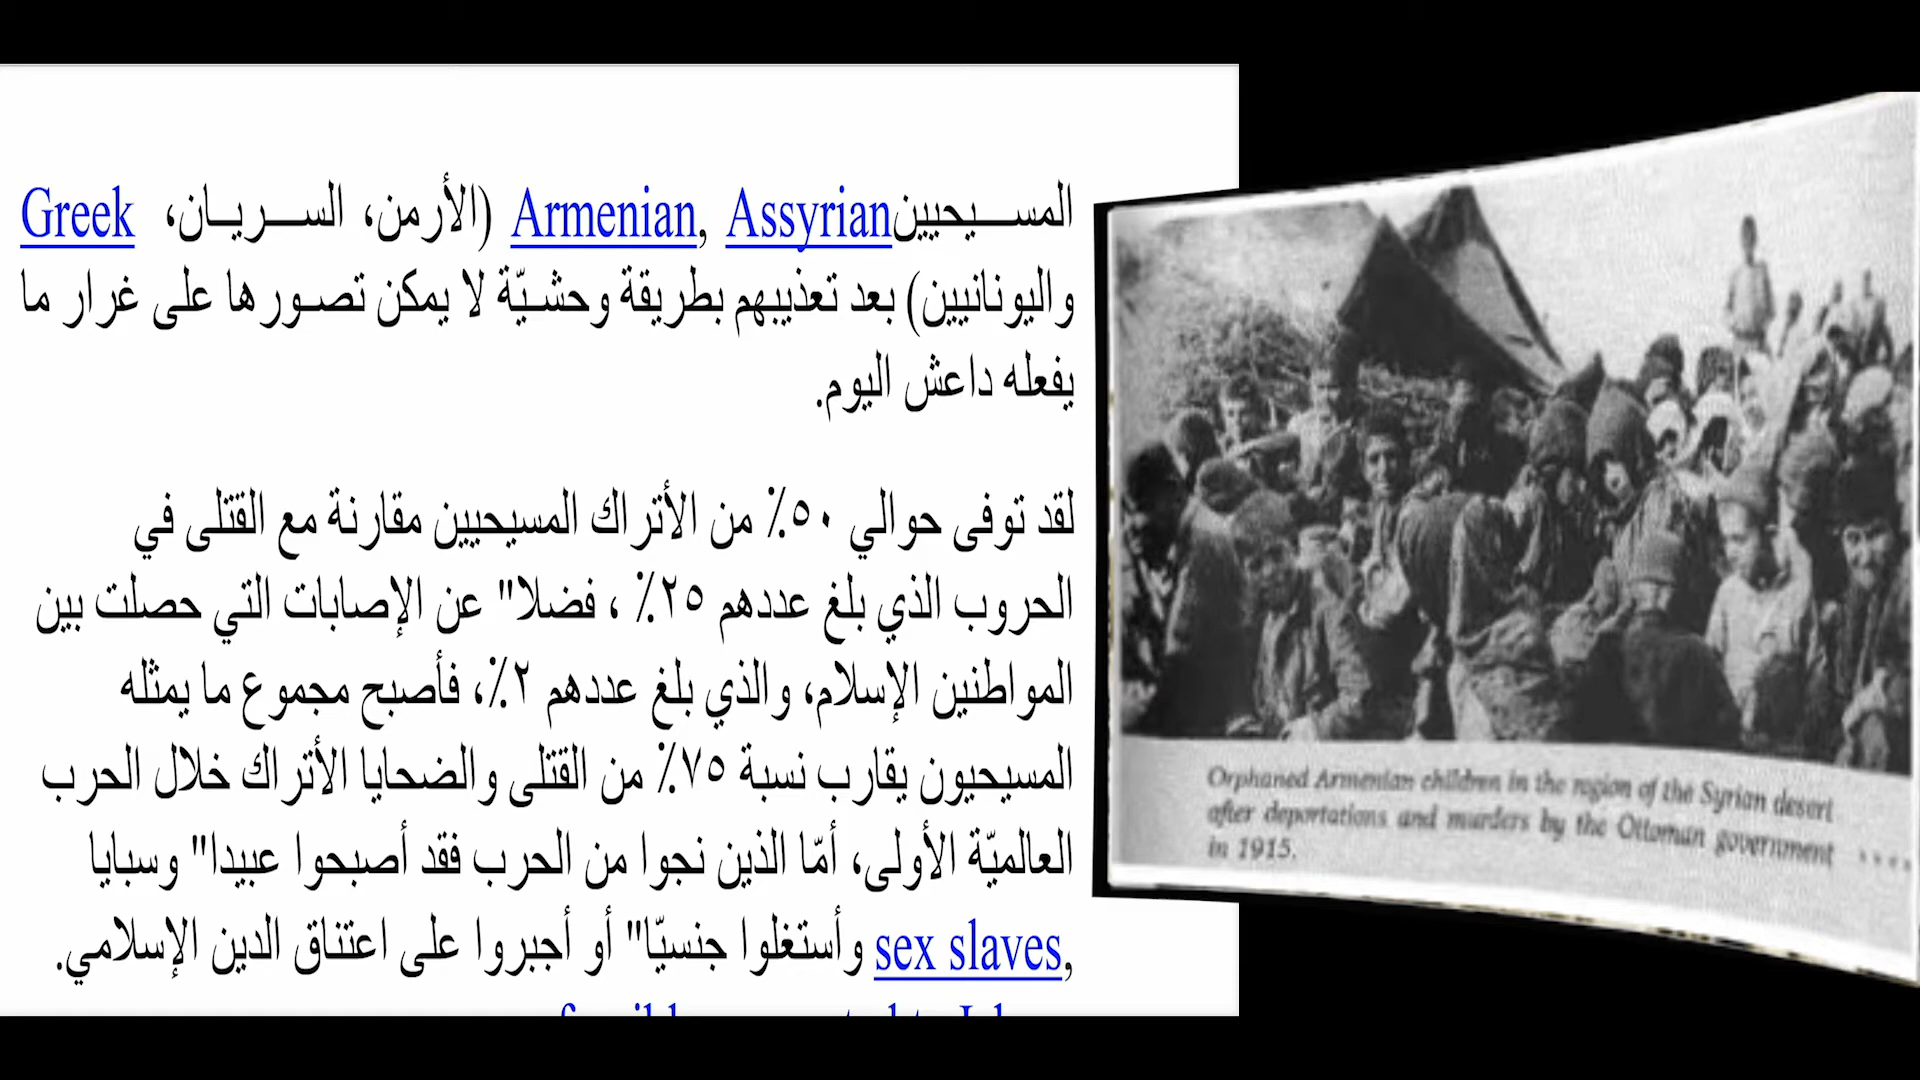 المسيحيين Armenian, Assyrian (الأرمن، السريان، Greek
واليونانيين) بعد تعذيبهم بطريقة وحشيّة لا يمكن تصورها على غرار ما
يفعله داعش اليوم.
لقد توفى حوالي ٥٠٪ من الأتراك المسيحيين مقارنة مع القتلى في
الحروب الذي بلغ عددهم ٢٥٪ ، فضلا" عن الإصابات التي حصلت بين
المواطنين الإسلام، والذي بلغ عددهم ٢٪، فأصبح مجموع ما يمثله
المسيحيون يقارب نسبة ٧٥٪ من القتلى والضحايا الأتراك خلال الحرب
العالميّة الأولى، أمّا الذين نجوا من الحرب فقد أصبحوا عبيدا" وسبايا
sex slaves, وأستغلوا جنسيّا" أو أجبروا على اعتناق الدين الإسلامي.
Orphaned Armenian children in the region of the Syrian desert
after deportations and murders by the Ottoman government
in 1915.